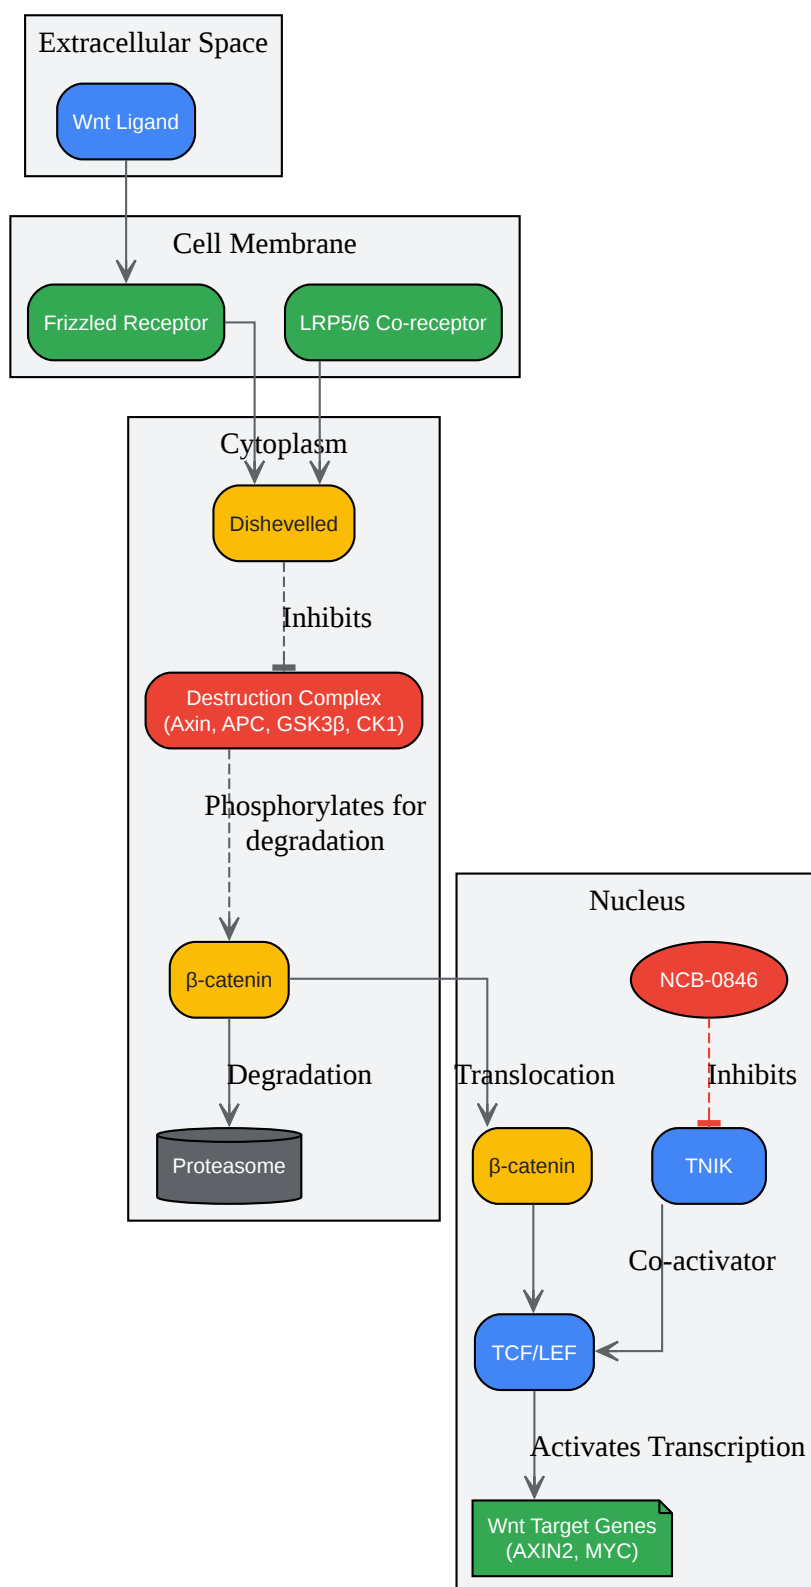 Extracellular Space
Wnt Ligand
Cell Membrane
Frizzled Receptor
LRP5/6 Co-receptor
Cytoplasm
Dishevelled
Inhibits
Destruction Complex
(Axin, APC, GSK3β, CK1)
Phosphorylates for
degradation
β-catenin
Degradation
Proteasome
Nucleus
NCB-0846
Translocation
Inhibits
β-catenin
TNIK
Co-activator
TCF/LEF
Activates Transcription
Wnt Target Genes
(AXIN2, MYC)